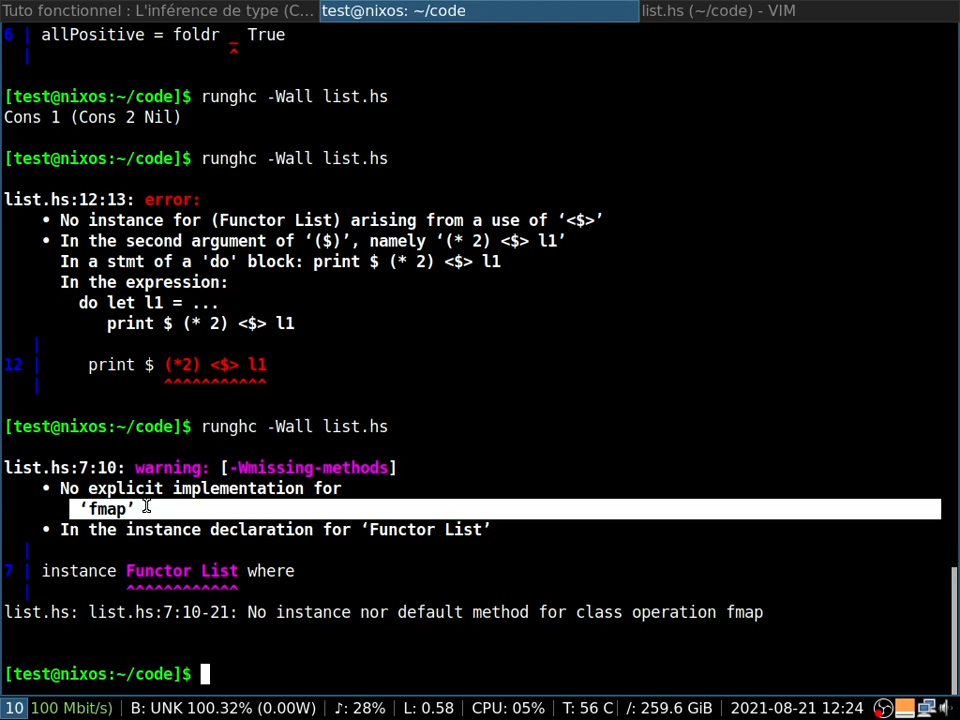 Tuto fonctionnel : L'inférence de type (C... test@nixos: ~/code list.hs (~/code) - VIM
6 | allPositive = foldr _ True
| ^
[test@nixos:~/code]$ runghc -Wall list.hs
Cons 1 (Cons 2 Nil)
[test@nixos:~/code]$ runghc -Wall list.hs
list.hs:12:13: error:
• No instance for (Functor List) arising from a use of ‘<$>’
• In the second argument of ‘($)’, namely ‘(* 2) <$> l1’
In a stmt of a 'do' block: print $ (* 2) <$> l1
In the expression:
do let l1 = ...
print $ (* 2) <$> l1
|
12 | print $ (*2) <$> l1
| ^^^^^^^^^^^
[test@nixos:~/code]$ runghc -Wall list.hs
list.hs:7:10: warning: [-Wmissing-methods]
• No explicit implementation for
‘fmap’
• In the instance declaration for ‘Functor List’
|
7 | instance Functor List where
| ^^^^^^^^^^^^
list.hs: list.hs:7:10-21: No instance nor default method for class operation fmap
[test@nixos:~/code]$
10 100 Mbit/s) | B: UNK 100.32% (0.00W) | ♪: 28% | L: 0.58 | CPU: 05% | T: 56 C | /: 259.6 GiB | 2021-08-21 12:24